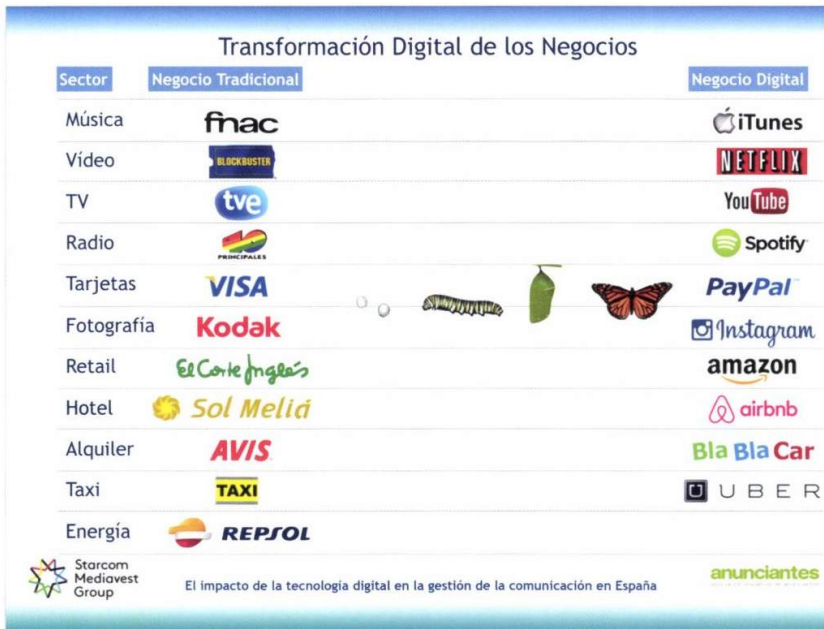 Transformación Digital de los Negocios
Sector Negocio Tradicional Negocio Digital
Música fnac iTunes
Vídeo BLOCKBUSTER NETFLIX
TV tve YouTube
Radio 40 PRINCIPALES Spotify
Tarjetas VISA PayPal
Fotografía Kodak Instagram
Retail El Corte Inglés amazon
Hotel Sol Meliá airbnb
Alquiler AVIS BlaBlaCar
Taxi TAXI UBER
Energía REPSOL
Starcom
Mediavest
Group
El impacto de la tecnología digital en la gestión de la comunicación en España
anunciantes